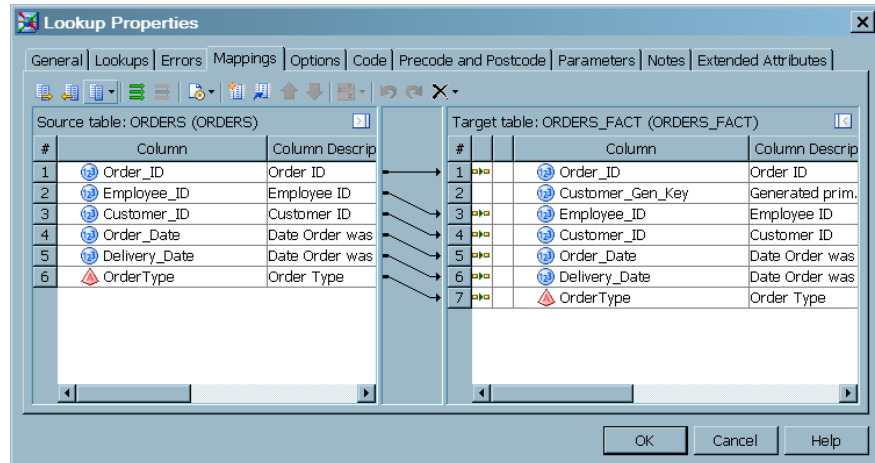 Lookup Properties
General Lookups Errors Mappings Options Code Precode and Postcode Parameters Notes Extended Attributes
Source table: ORDERS (ORDERS)
# Column Column Descrip
1 Order_ID Order ID
2 Employee_ID Employee ID
3 Customer_ID Customer ID
4 Order_Date Date Order was
5 Delivery_Date Date Order was
6 OrderType Order Type
Target table: ORDERS_FACT (ORDERS_FACT)
# Column Column Descrip
1 Order_ID Order ID
2 Customer_Gen_Key Generated prim.
3 Employee_ID Employee ID
4 Customer_ID Customer ID
5 Order_Date Date Order was
6 Delivery_Date Date Order was
7 OrderType Order Type
OK Cancel Help